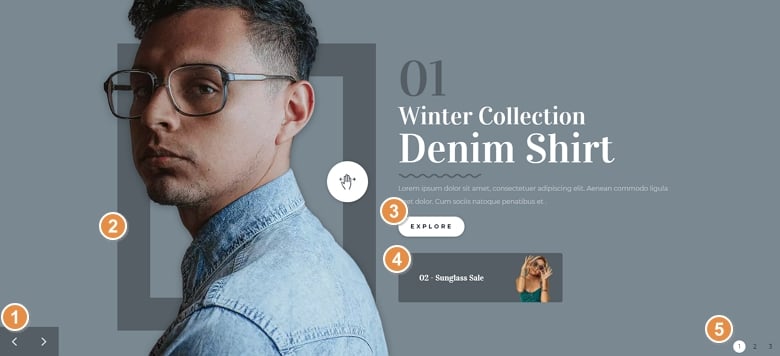 01
Winter Collection
Denim Shirt
Lorem ipsum dolor sit amet, consectetuer adipiscing elit. Aenean commodo ligula
dolor. Cum sociis natoque penatibus et .
3
EXPLORE
2
4
02 - Sunglass Sale
1
5
1 2 3